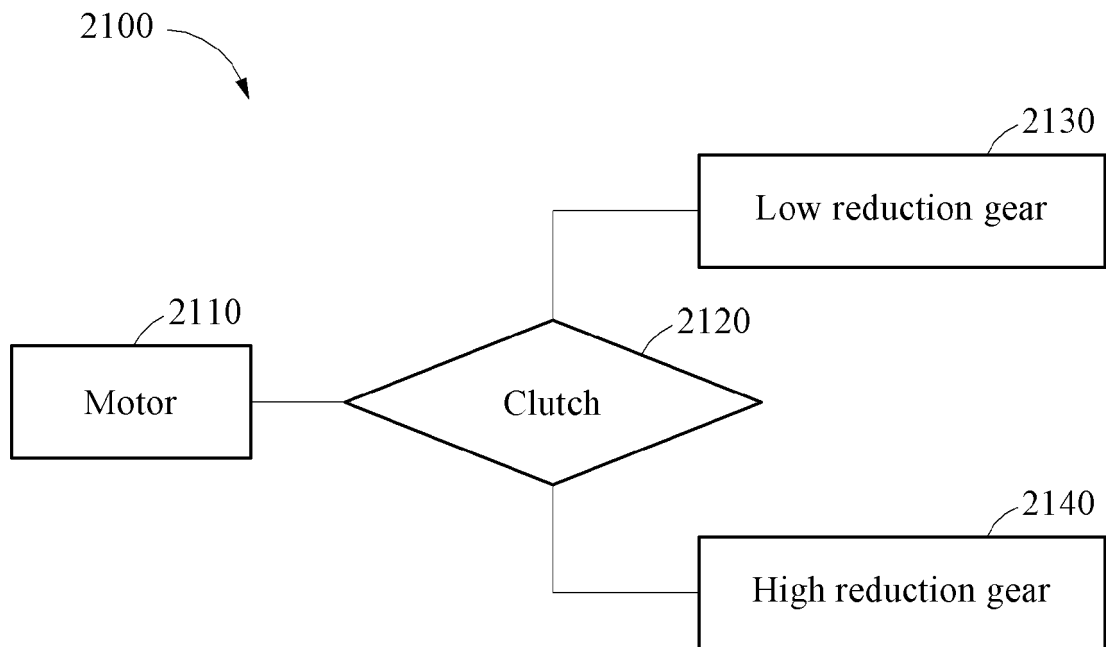 2100
2130
Low reduction gear
2110
Motor
2120
Clutch
2140
High reduction gear